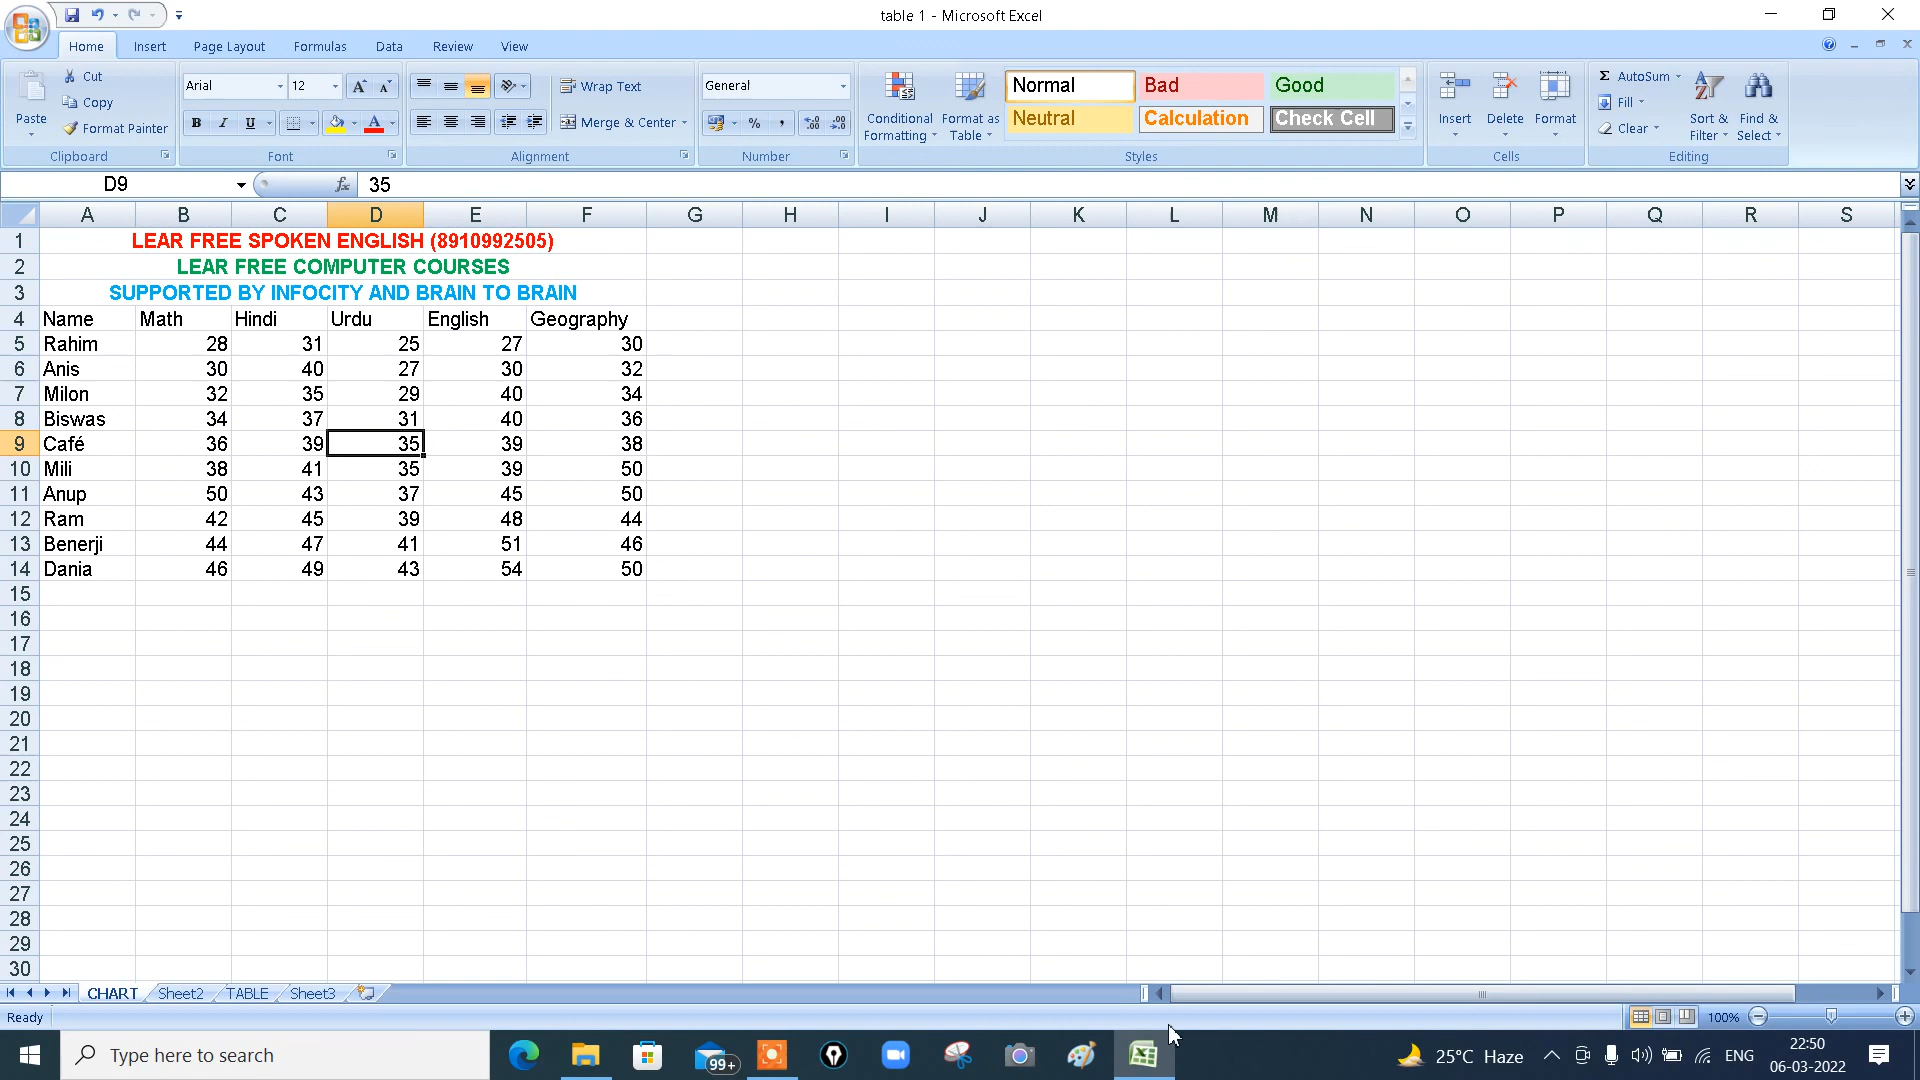 table 1 - Microsoft Excel
Home Insert Page Layout Formulas Data Review View
Paste
Cut
Copy
Format Painter
Clipboard
Arial 12
B I U
Font
Wrap Text
Merge & Center
Alignment
General
Number
Conditional Formatting
Format as Table
Normal Bad Good
Neutral Calculation Check Cell
Styles
Insert Delete Format
Cells
Σ AutoSum
Fill
Clear
Sort & Filter
Find & Select
Editing
D9 fx 35
A B C D E F G H I J K L M N O P Q R S
1 LEAR FREE SPOKEN ENGLISH (8910992505)
2 LEAR FREE COMPUTER COURSES
3 SUPPORTED BY INFOCITY AND BRAIN TO BRAIN
4 Name Math Hindi Urdu English Geography
5 Rahim 28 31 25 27 30
6 Anis 30 40 27 30 32
7 Milon 32 35 29 40 34
8 Biswas 34 37 31 40 36
9 Café 36 39 35 39 38
10 Mili 38 41 35 39 50
11 Anup 50 43 37 45 50
12 Ram 42 45 39 48 44
13 Benerji 44 47 41 51 46
14 Dania 46 49 43 54 50
15
16
17
18
19
20
21
22
23
24
25
26
27
28
29
30
CHART Sheet2 TABLE Sheet3
Ready 100%
Type here to search
99+
25°C Haze ENG
22:50
06-03-2022